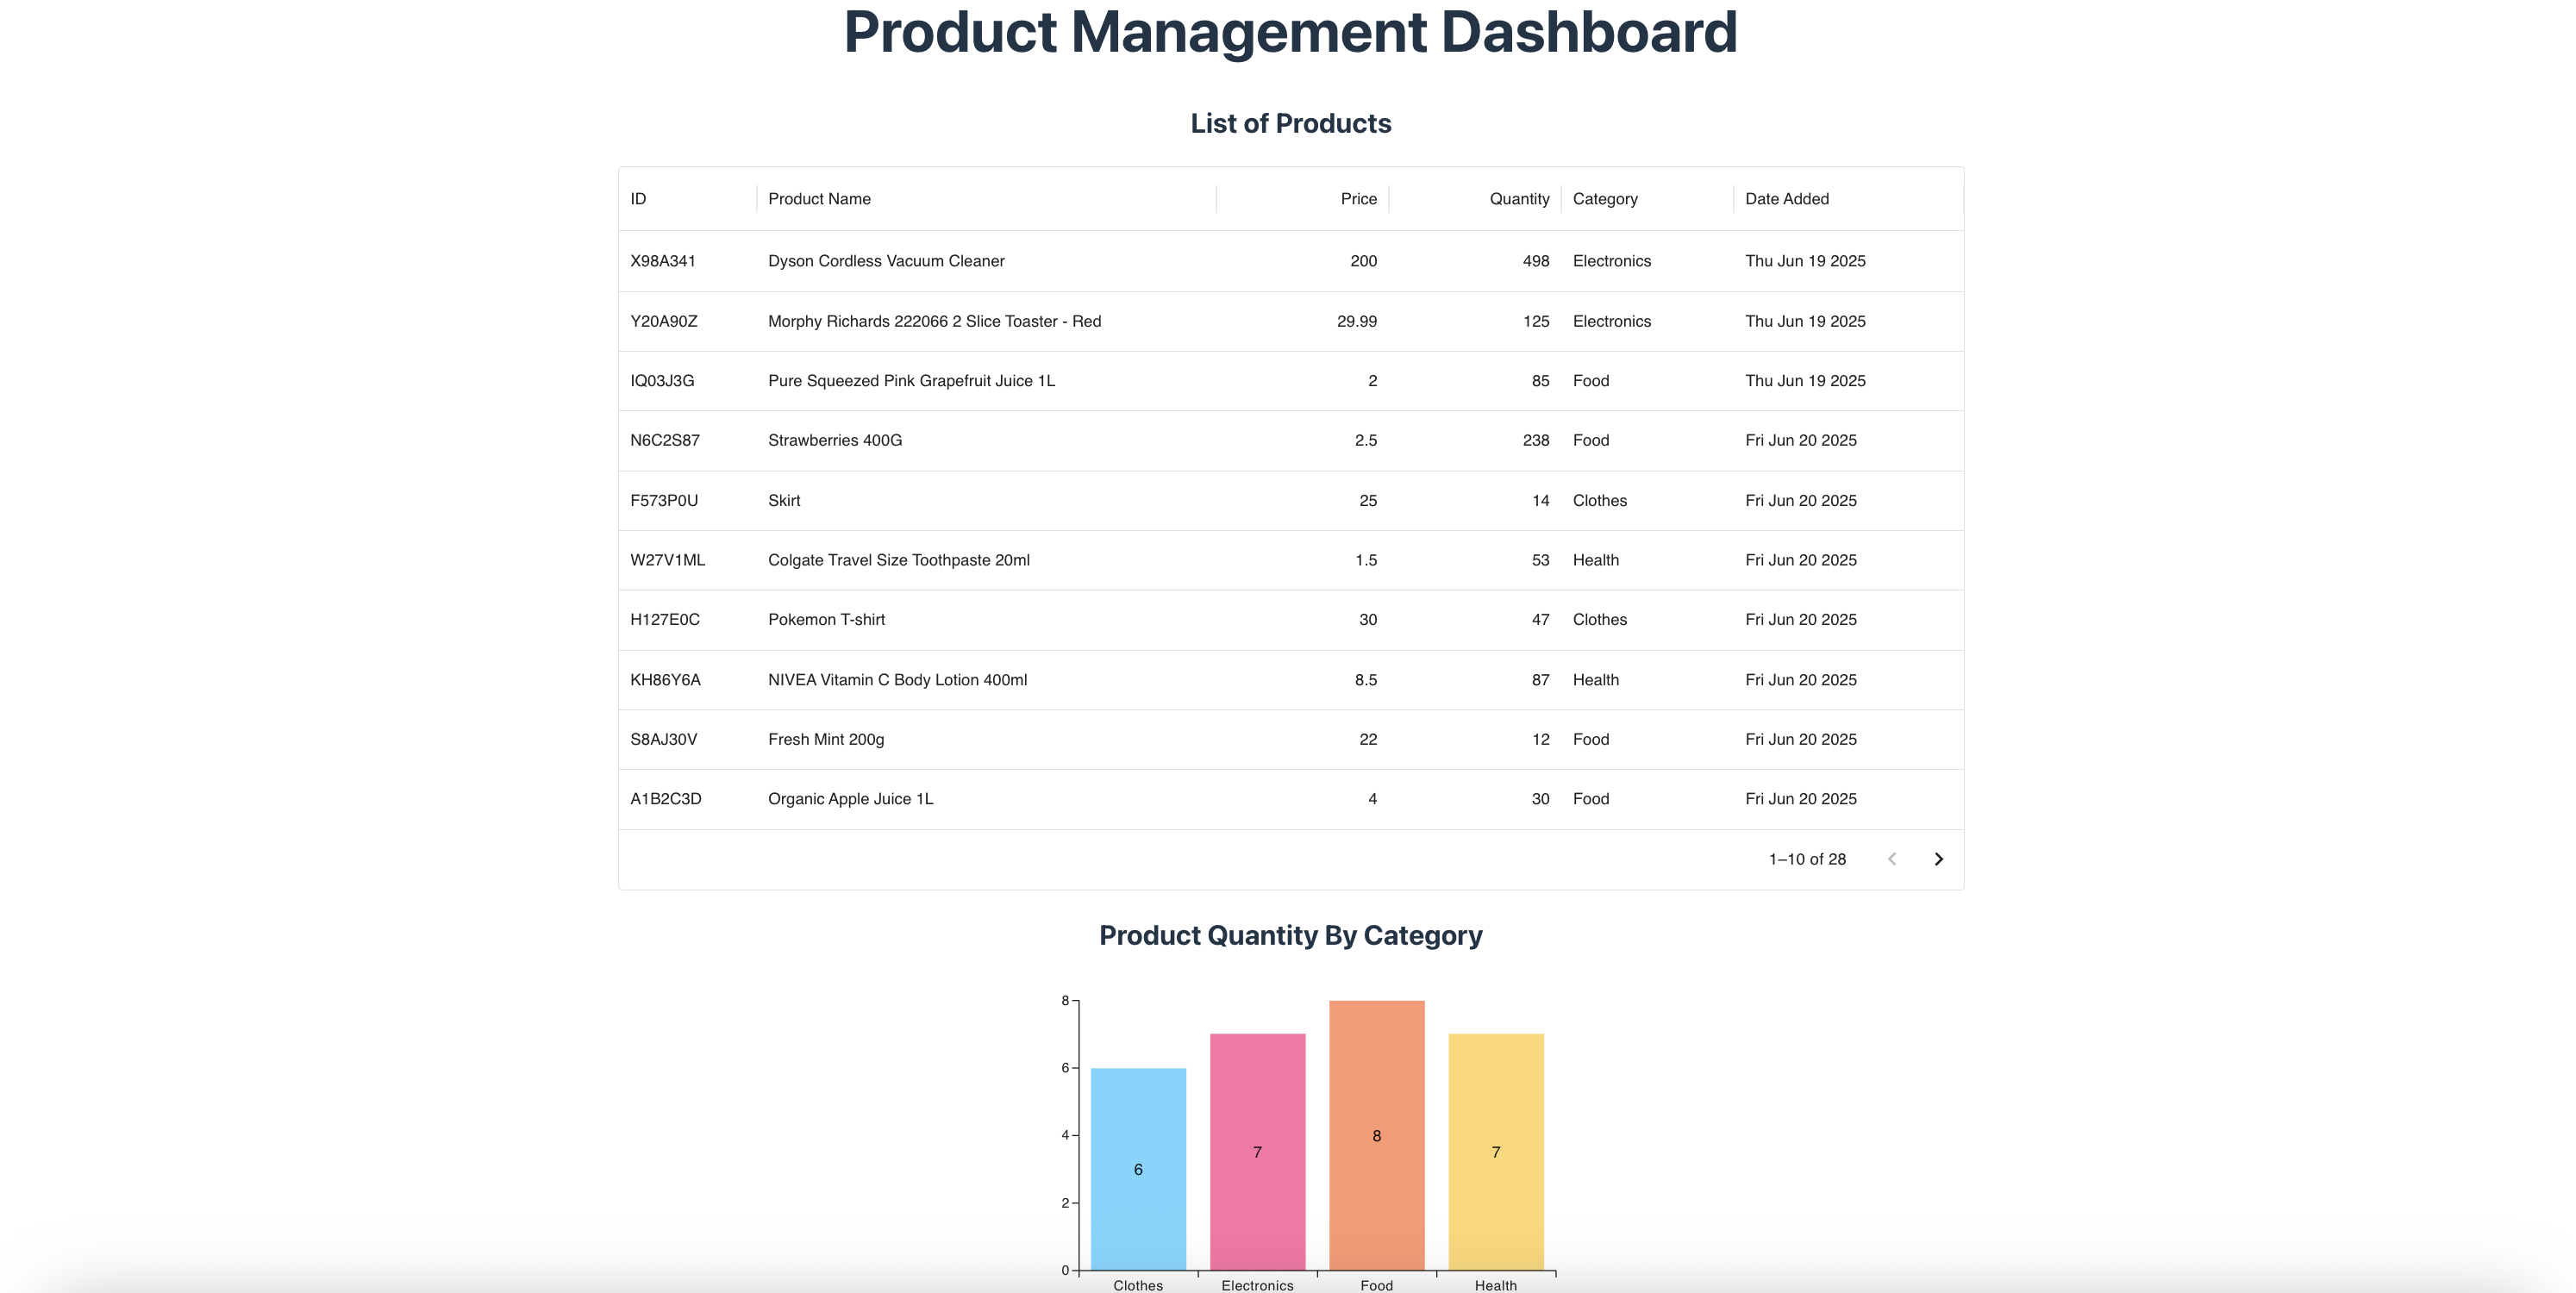 Product Management Dashboard
List of Products
ID Product Name Price Quantity Category Date Added
X98A341 Dyson Cordless Vacuum Cleaner 200 498 Electronics Thu Jun 19 2025
Y20A90Z Morphy Richards 222066 2 Slice Toaster - Red 29.99 125 Electronics Thu Jun 19 2025
IQ03J3G Pure Squeezed Pink Grapefruit Juice 1L 2 85 Food Thu Jun 19 2025
N6C2S87 Strawberries 400G 2.5 238 Food Fri Jun 20 2025
F573P0U Skirt 25 14 Clothes Fri Jun 20 2025
W27V1ML Colgate Travel Size Toothpaste 20ml 1.5 53 Health Fri Jun 20 2025
H127E0C Pokemon T-shirt 30 47 Clothes Fri Jun 20 2025
KH86Y6A NIVEA Vitamin C Body Lotion 400ml 8.5 87 Health Fri Jun 20 2025
S8AJ30V Fresh Mint 200g 22 12 Food Fri Jun 20 2025
A1B2C3D Organic Apple Juice 1L 4 30 Food Fri Jun 20 2025
1–10 of 28
Product Quantity By Category
8
6
4
2
0
6 7 8 7
Clothes Electronics Food Health